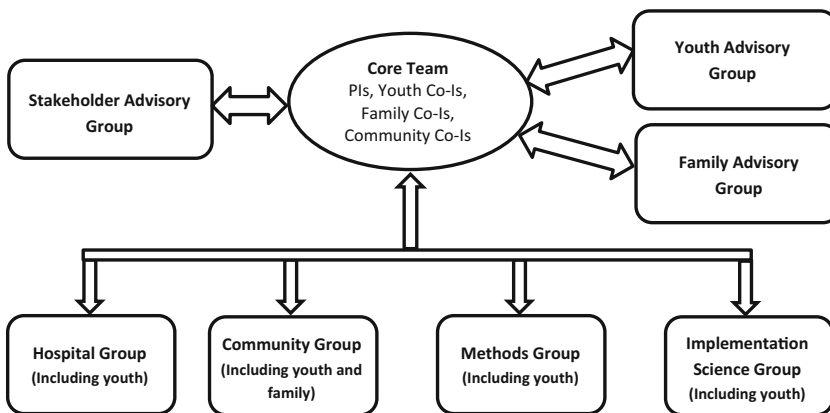 Stakeholder Advisory
Group
Core Team
PIs, Youth Co-Is,
Family Co-Is,
Community Co-Is
Youth Advisory
Group
Family Advisory
Group
Hospital Group
(Including youth)
Community Group
(Including youth and
family)
Methods Group
(Including youth)
Implementation
Science Group
(Including youth)